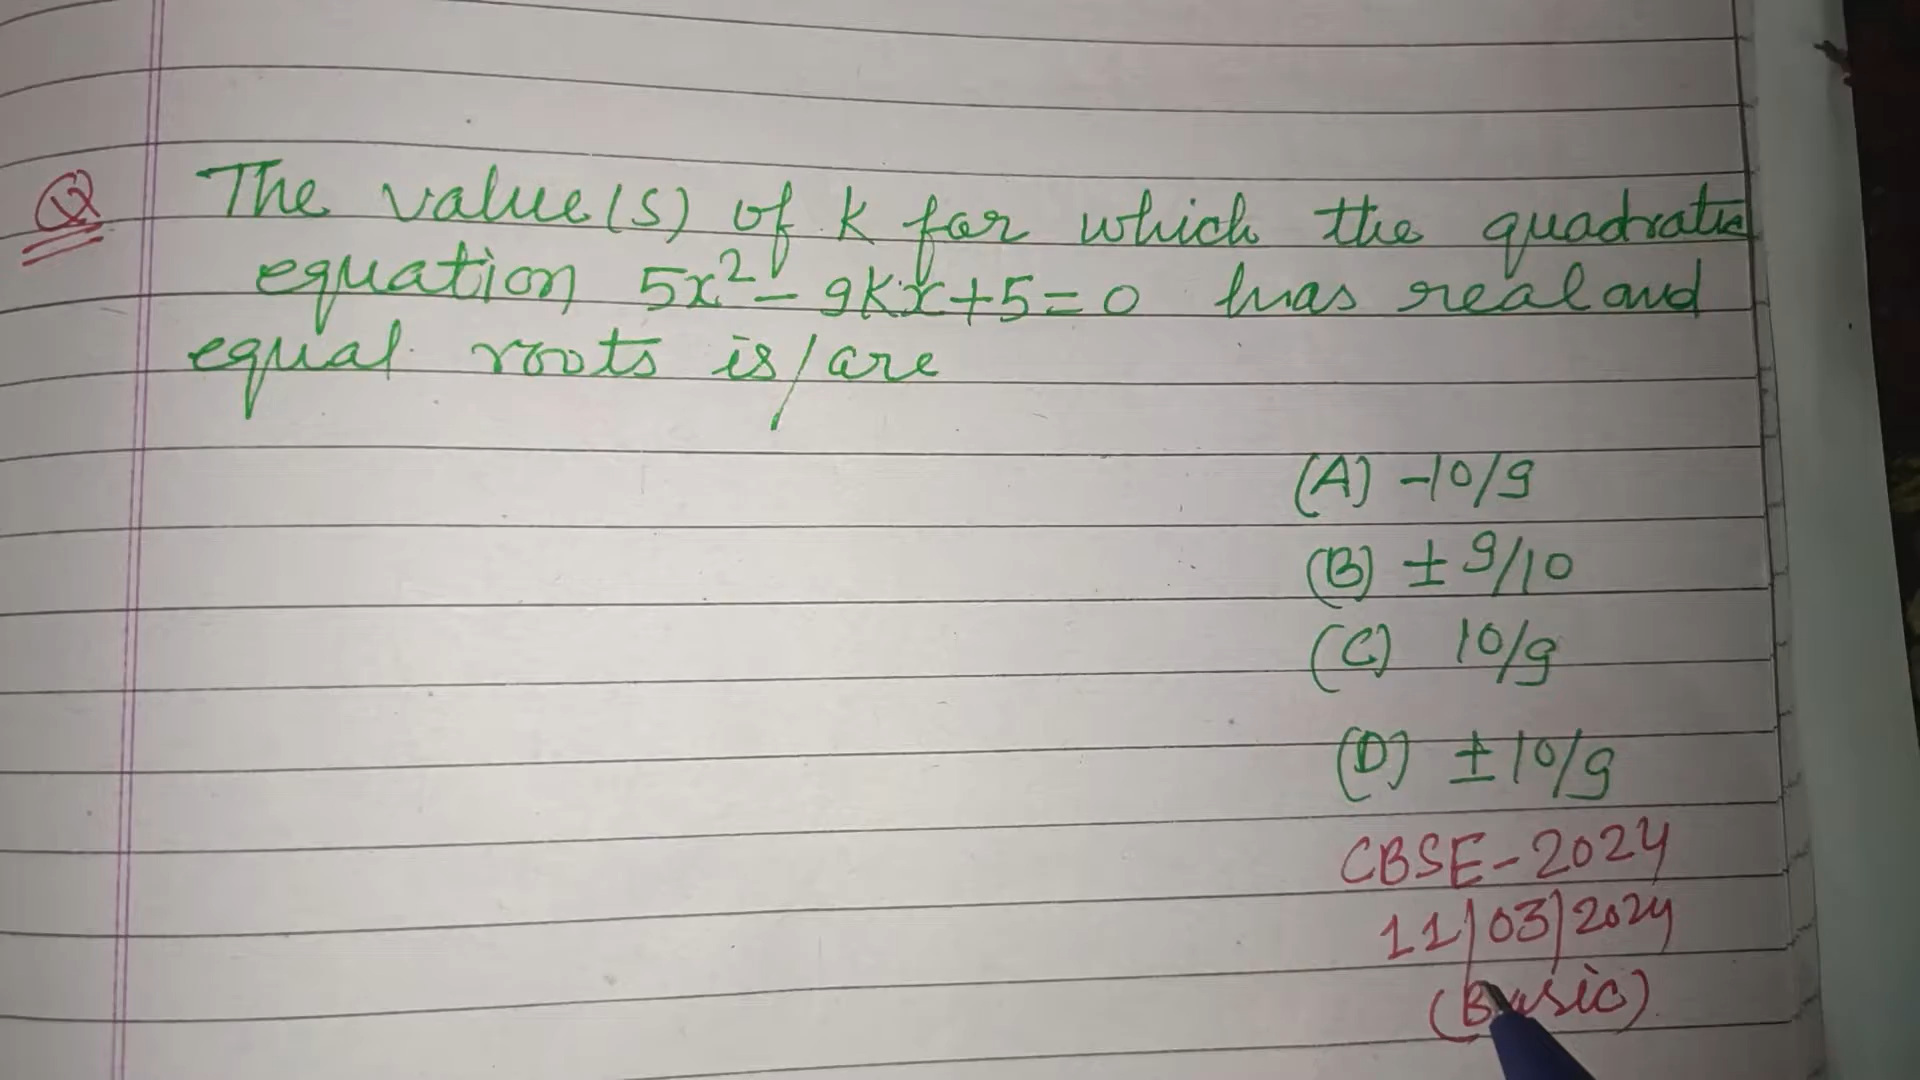 Q The value(s) of k for which the quadratic
equation 5x² - 9kx + 5 = 0 has real and
equal roots is/are
(A) -10/9
(B) ± 9/10
(C) 10/9
(D) ± 10/9
CBSE-2024
11/03/2024
(Basic)